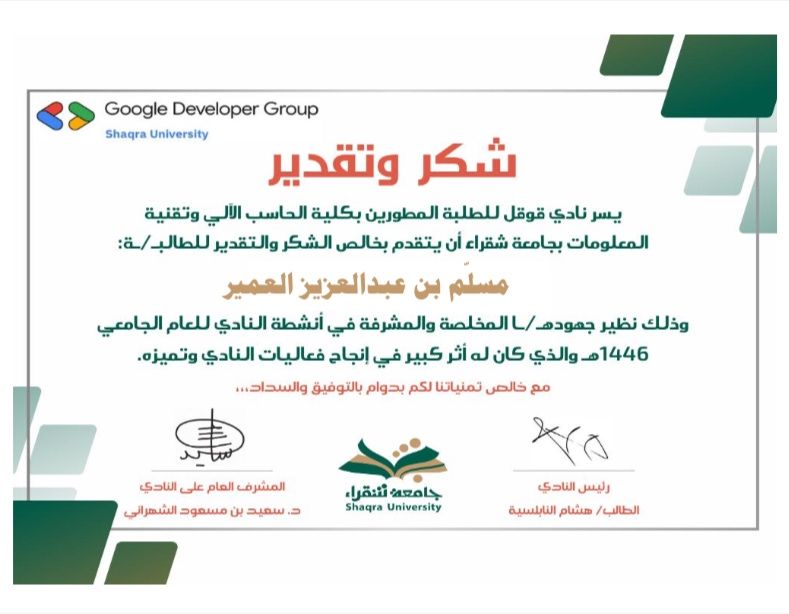 Google Developer Group
Shaqra University
شكر وتقدير
يسر نادي قوقل للطلبة المطورين بكلية الحاسب الآلي وتقنية
المعلومات بجامعة شقراء أن يتقدم بخالص الشكر والتقدير للطالبـ/ـة:
مسلّم بن عبدالعزيز العمير
وذلك نظير جهودهـ/ـا المخلصة والمشرفة في أنشطة النادي للعام الجامعي
1446هـ والذي كان له أثر كبير في إنجاح فعاليات النادي وتميزه.
مع خالص تمنياتنا لكم بدوام بالتوفيق والسداد،،،
رئيس النادي
الطالب/ هشام النابلسية
جامعة شقراء
Shaqra University
سايد
المشرف العام على النادي
د. سعيد بن مسعود الشهراني